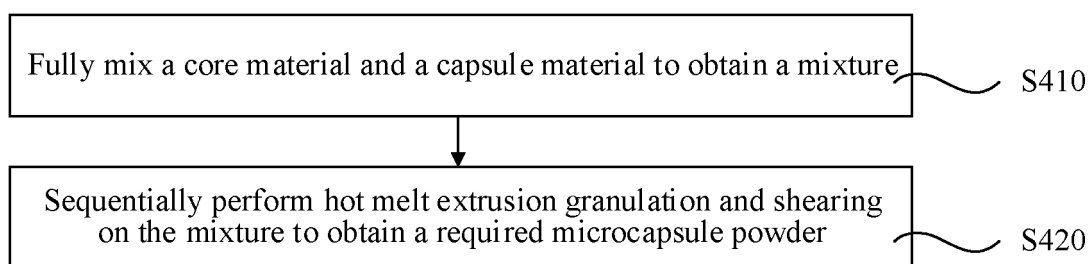 Fully mix a core material and a capsule material to obtain a mixture
S410
Sequentially perform hot melt extrusion granulation and shearing
on the mixture to obtain a required microcapsule powder
S420